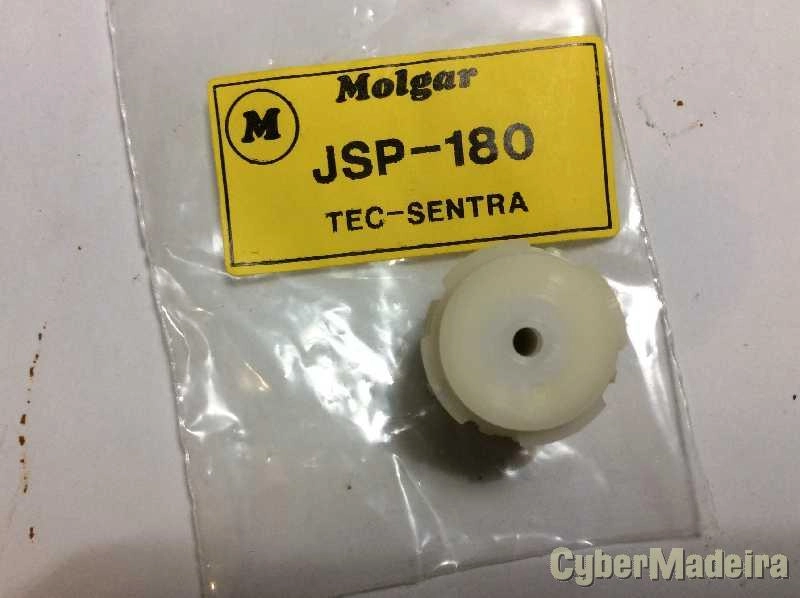 Molgar
M
JSP-180
TEC-SENTRA
CyberMadeira